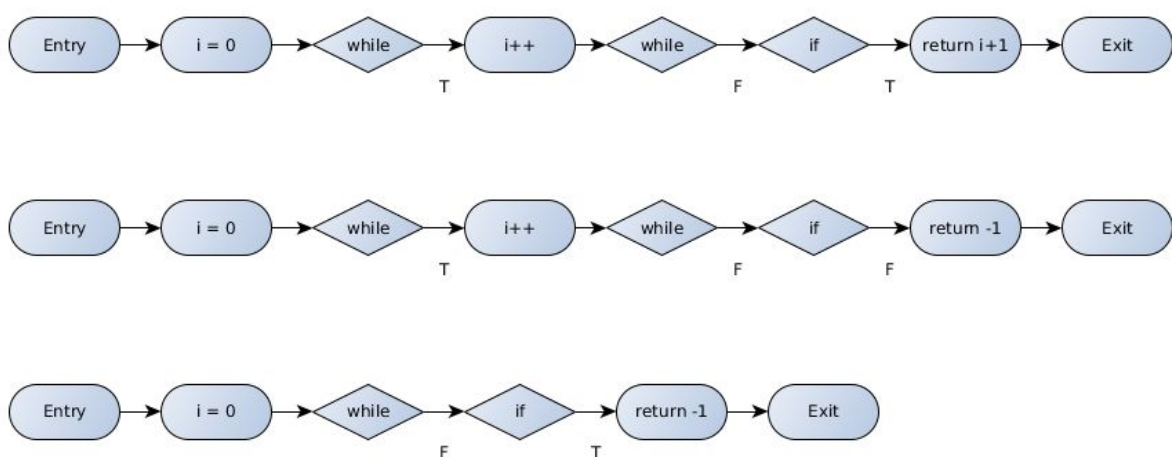 Entry i = 0 while i++ while if return i+1 Exit
T F T
Entry i = 0 while i++ while if return -1 Exit
T F F
Entry i = 0 while if return -1 Exit
F T